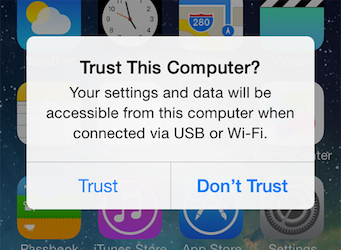 280
Trust This Computer?
Your settings and data will be
accessible from this computer when
connected via USB or Wi-Fi.
Trust
Don't Trust
Passbook
iTunes Store
App Store
Settings